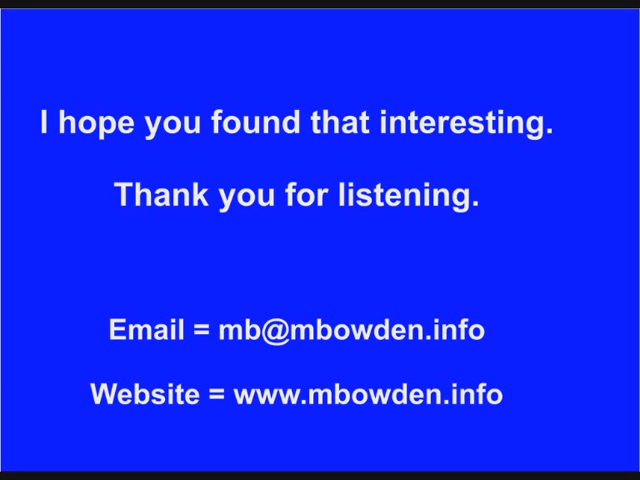 I hope you found that interesting.
Thank you for listening.
Email = mb@mbowden.info
Website = www.mbowden.info